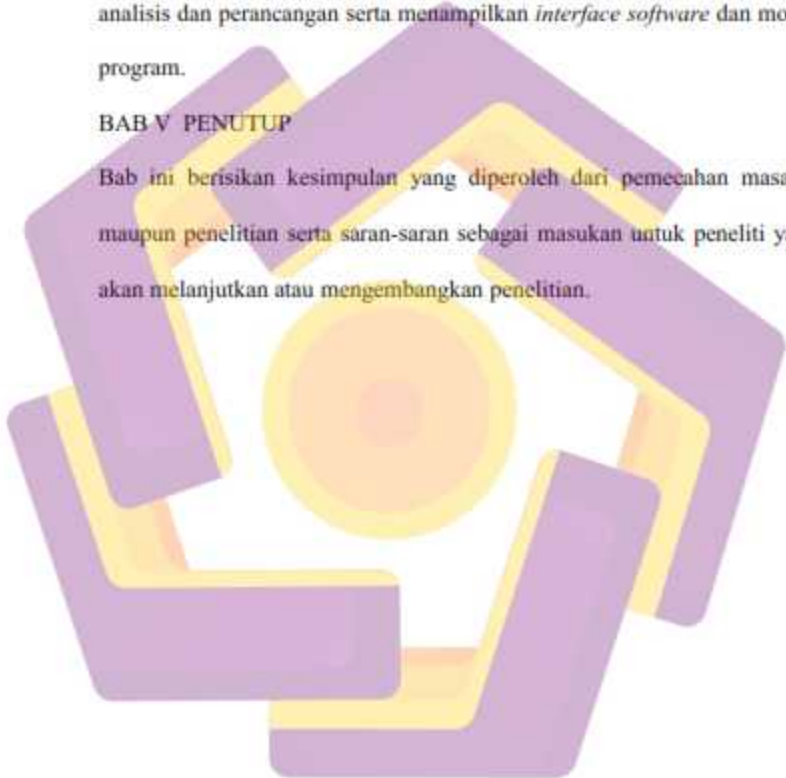 analisis dan perancangan serta menampilkan interface software dan mo
program.
BAB V PENUTUP
Bab ini berisikan kesimpulan yang diperoleh dari pemecahan masa
maupun penelitian serta saran-saran sebagai masukan untuk peneliti y
akan melanjutkan atau mengembangkan penelitian.